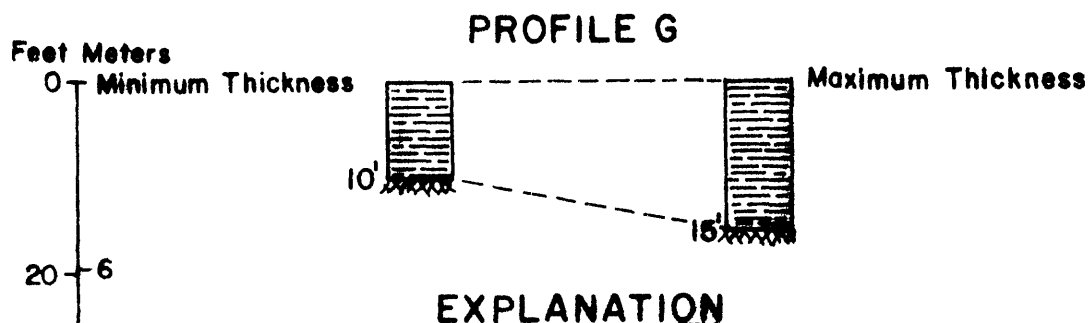 PROFILE G
Feet Meters
0 Minimum Thickness Maximum Thickness
10'
15'
20 6
EXPLANATION